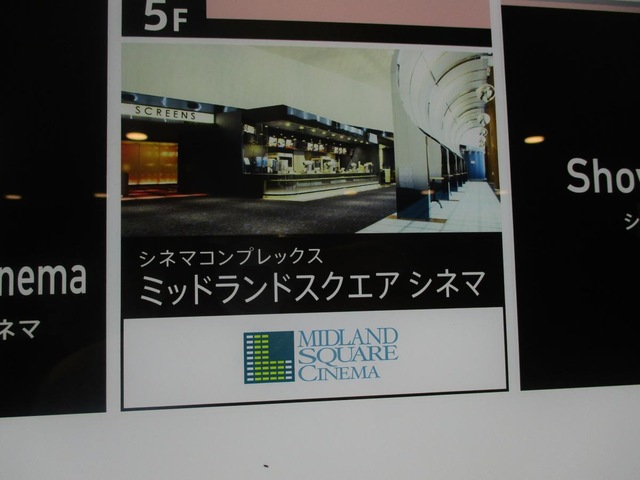 5F
SCREENS
シネマコンプレックス
ミッドランドスクエア シネマ
MIDLAND
SQUARE
CINEMA
nema
ネマ
Show
シ